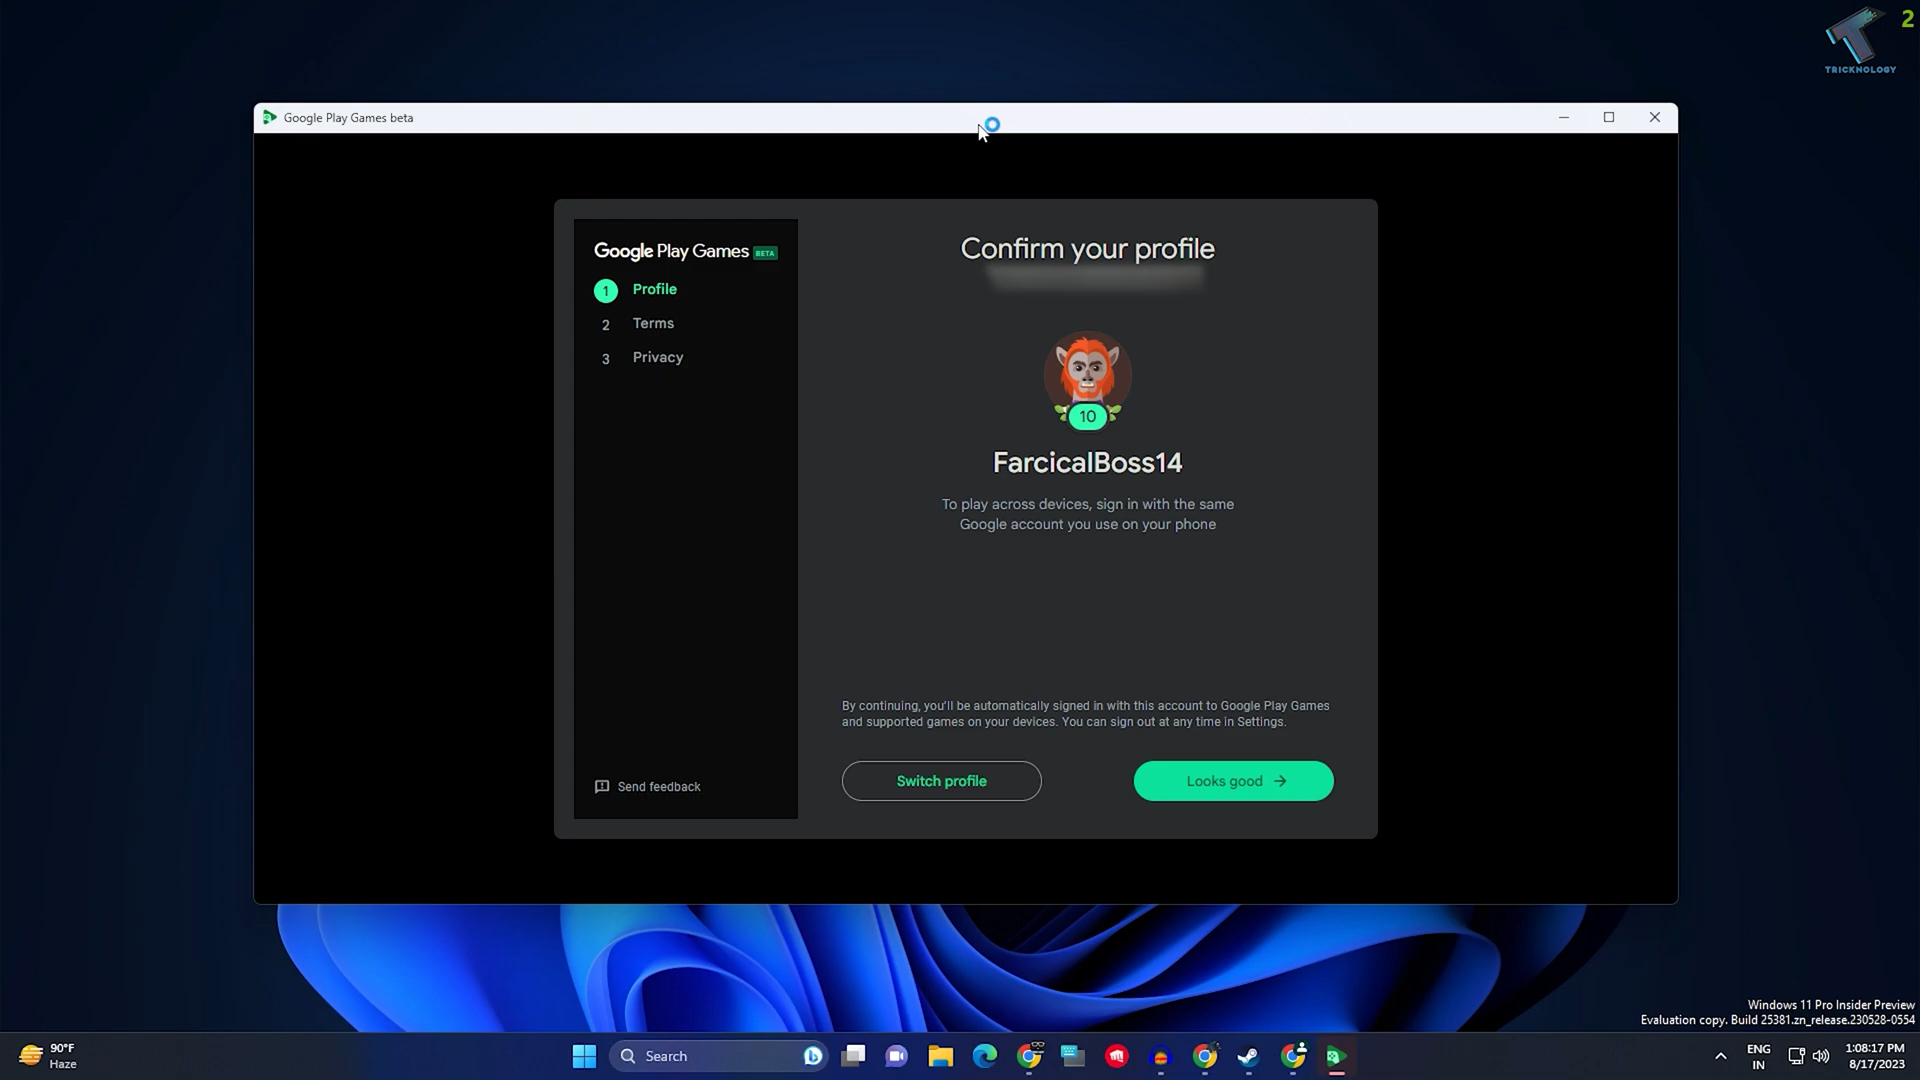 2
TRICKNOLOGY
Google Play Games beta
Google Play Games BETA
1 Profile
2 Terms
3 Privacy
Send feedback
Confirm your profile
10
FarcicalBoss14
To play across devices, sign in with the same
Google account you use on your phone
By continuing, you'll be automatically signed in with this account to Google Play Games
and supported games on your devices. You can sign out at any time in Settings.
Switch profile
Looks good →
Windows 11 Pro Insider Preview
Evaluation copy. Build 25381.zn_release.230528-0554
90°F
Haze
Search
ENG
IN
1:08:17 PM
8/17/2023